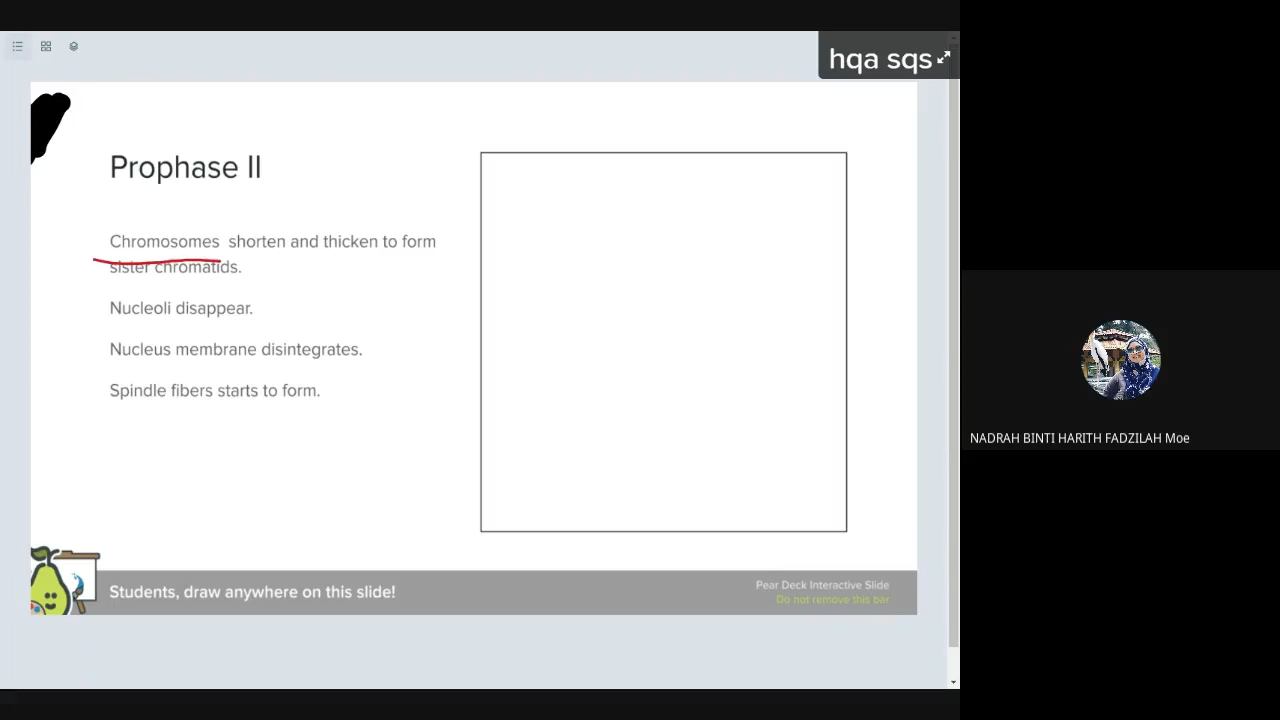 hqa sqs
Prophase II
Chromosomes shorten and thicken to form
sister chromatids.
Nucleoli disappear.
Nucleus membrane disintegrates.
Spindle fibers starts to form.
Students, draw anywhere on this slide!
Pear Deck Interactive Slide
Do not remove this bar
NADRAH BINTI HARITH FADZILAH Moe